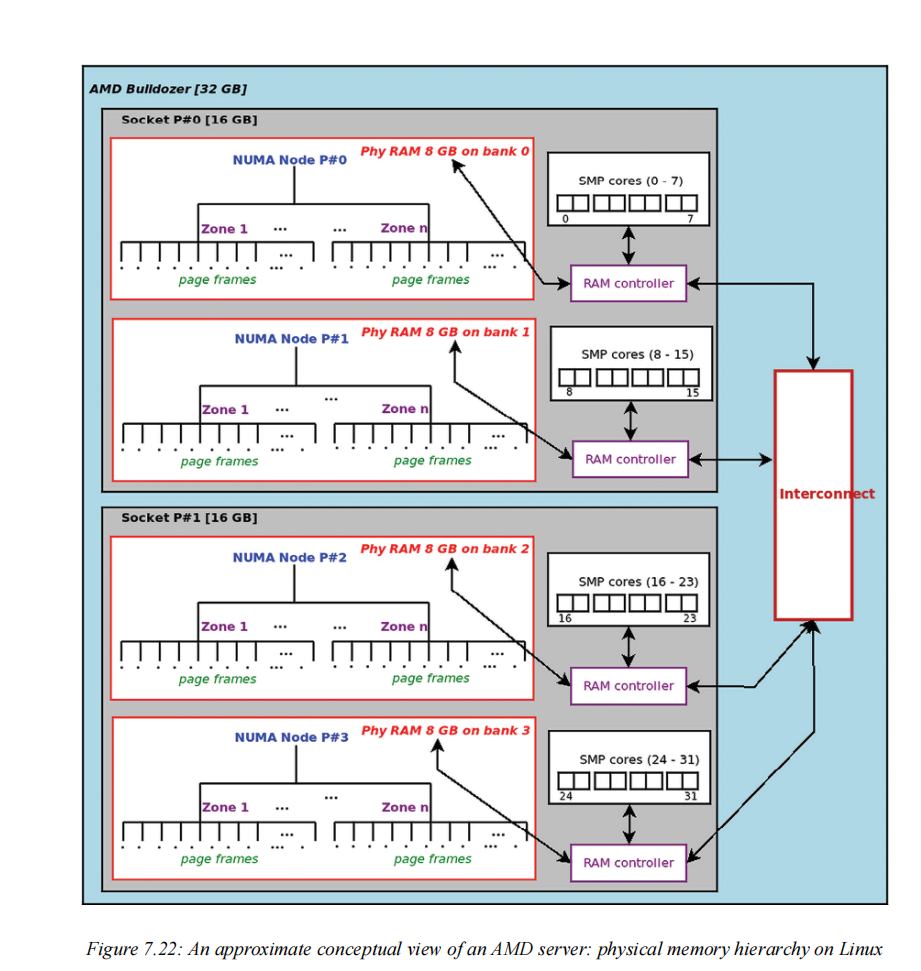 AMD Bulldozer [32 GB]
Socket P#0 [16 GB]
NUMA Node P#0
Phy RAM 8 GB on bank 0
Zone 1 ... ... Zone n
... ...
page frames page frames
SMP cores (0 - 7)
0 7
RAM controller
NUMA Node P#1
Phy RAM 8 GB on bank 1
Zone 1 ... ... Zone n
... ...
page frames page frames
SMP cores (8 - 15)
8 15
RAM controller
Interconnect
Socket P#1 [16 GB]
NUMA Node P#2
Phy RAM 8 GB on bank 2
Zone 1 ... ... Zone n
... ...
page frames page frames
SMP cores (16 - 23)
16 23
RAM controller
NUMA Node P#3
Phy RAM 8 GB on bank 3
Zone 1 ... ... Zone n
... ...
page frames page frames
SMP cores (24 - 31)
24 31
RAM controller
Figure 7.22: An approximate conceptual view of an AMD server: physical memory hierarchy on Linux